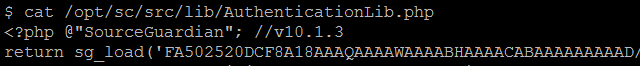 $ cat /opt/sc/src/lib/AuthenticationLib.php
<?php @"SourceGuardian"; //v10.1.3
return sg_load('FA502520DCF8A18AAAQAAAAWAAAABHAAAACABAAAAAAAAAD/